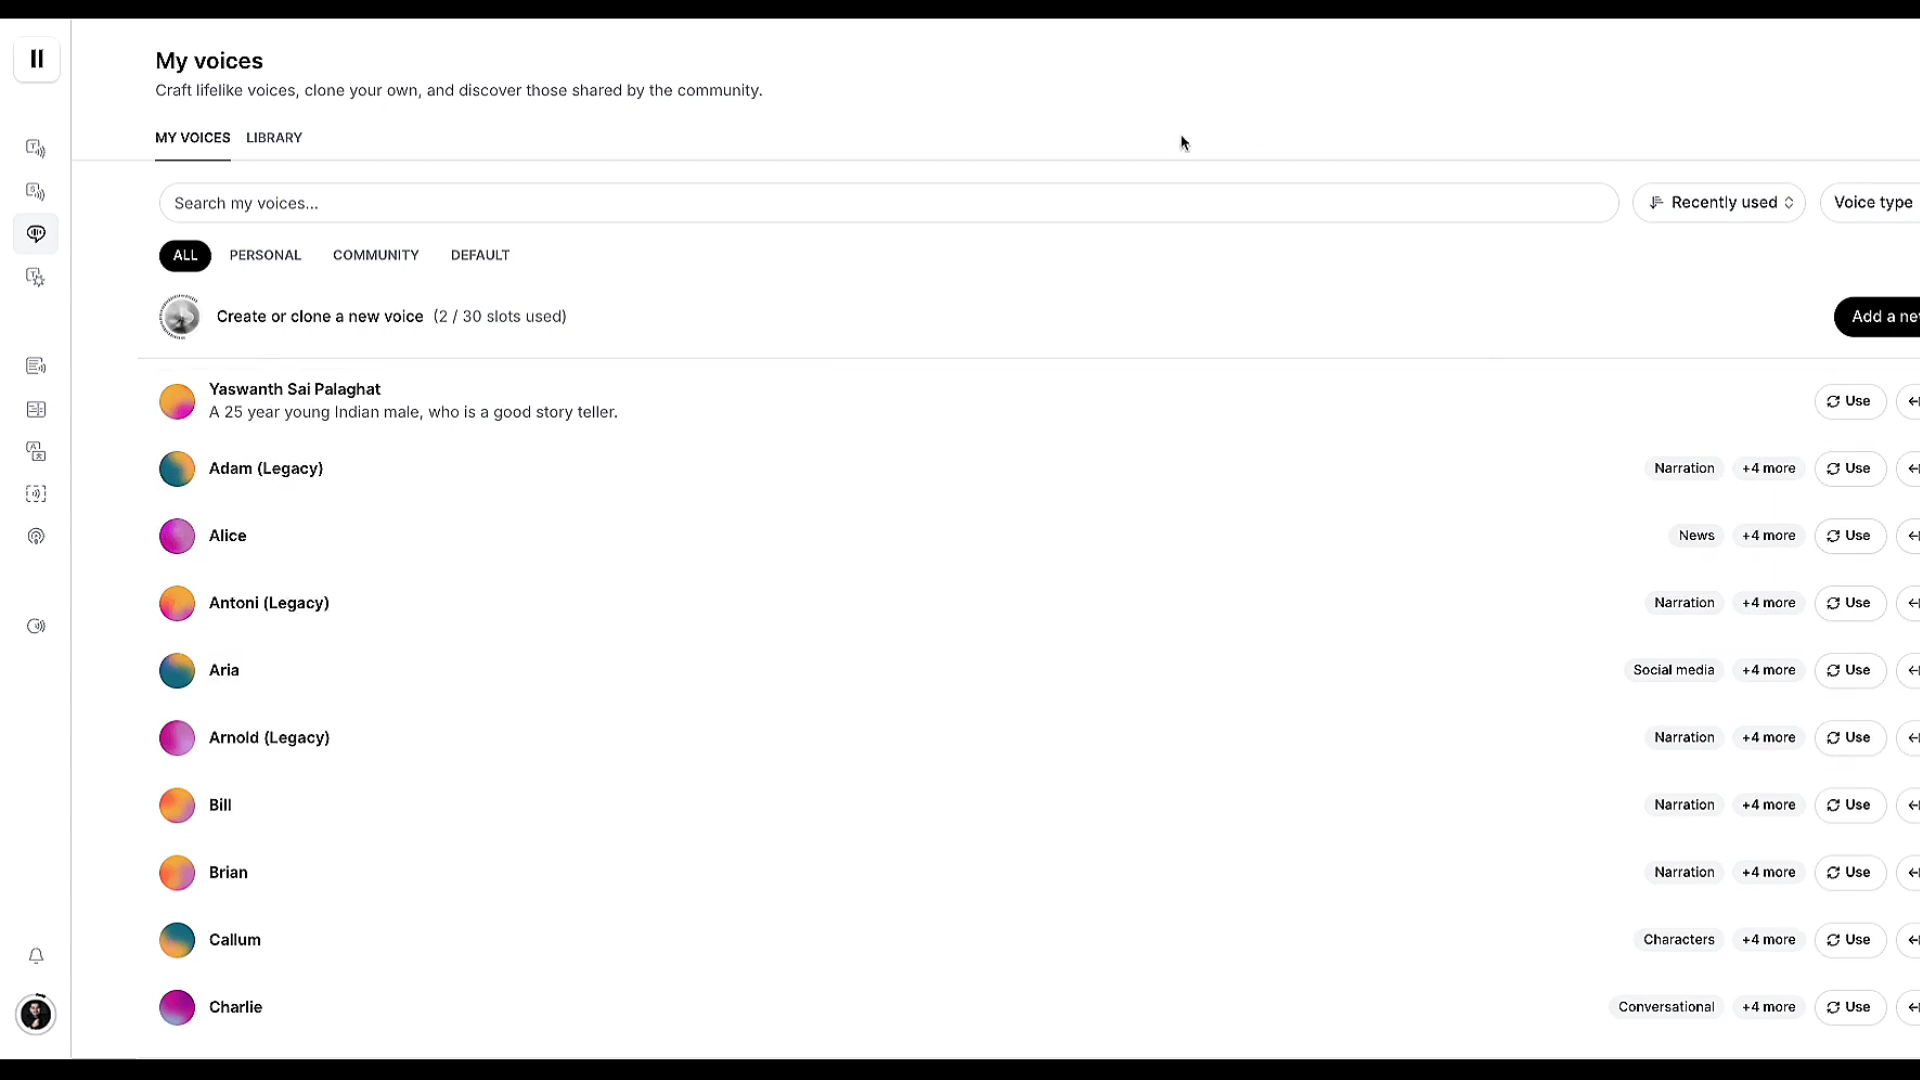 My voices
Craft lifelike voices, clone your own, and discover those shared by the community.
MY VOICES LIBRARY
Search my voices... Recently used Voice type
ALL PERSONAL COMMUNITY DEFAULT
Create or clone a new voice (2 / 30 slots used) Add a ne
Yaswanth Sai Palaghat
A 25 year young Indian male, who is a good story teller. Use
Adam (Legacy) Narration +4 more Use
Alice News +4 more Use
Antoni (Legacy) Narration +4 more Use
Aria Social media +4 more Use
Arnold (Legacy) Narration +4 more Use
Bill Narration +4 more Use
Brian Narration +4 more Use
Callum Characters +4 more Use
Charlie Conversational +4 more Use